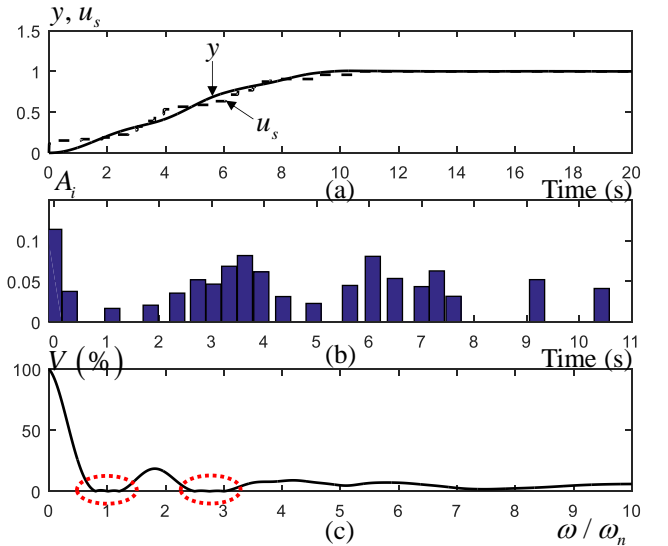 y, u_s
1.5
1
0.5
0
y
u_s
0 2 4 6 8 10 12 14 16 18 20
A_i (a) Time (s)
0.1
0.05
0
0 1 2 3 4 5 6 7 8 9 10 11
V (%) (b) Time (s)
100
50
0
0 1 2 3 4 5 6 7 8 9 10
(c) ω / ω_n